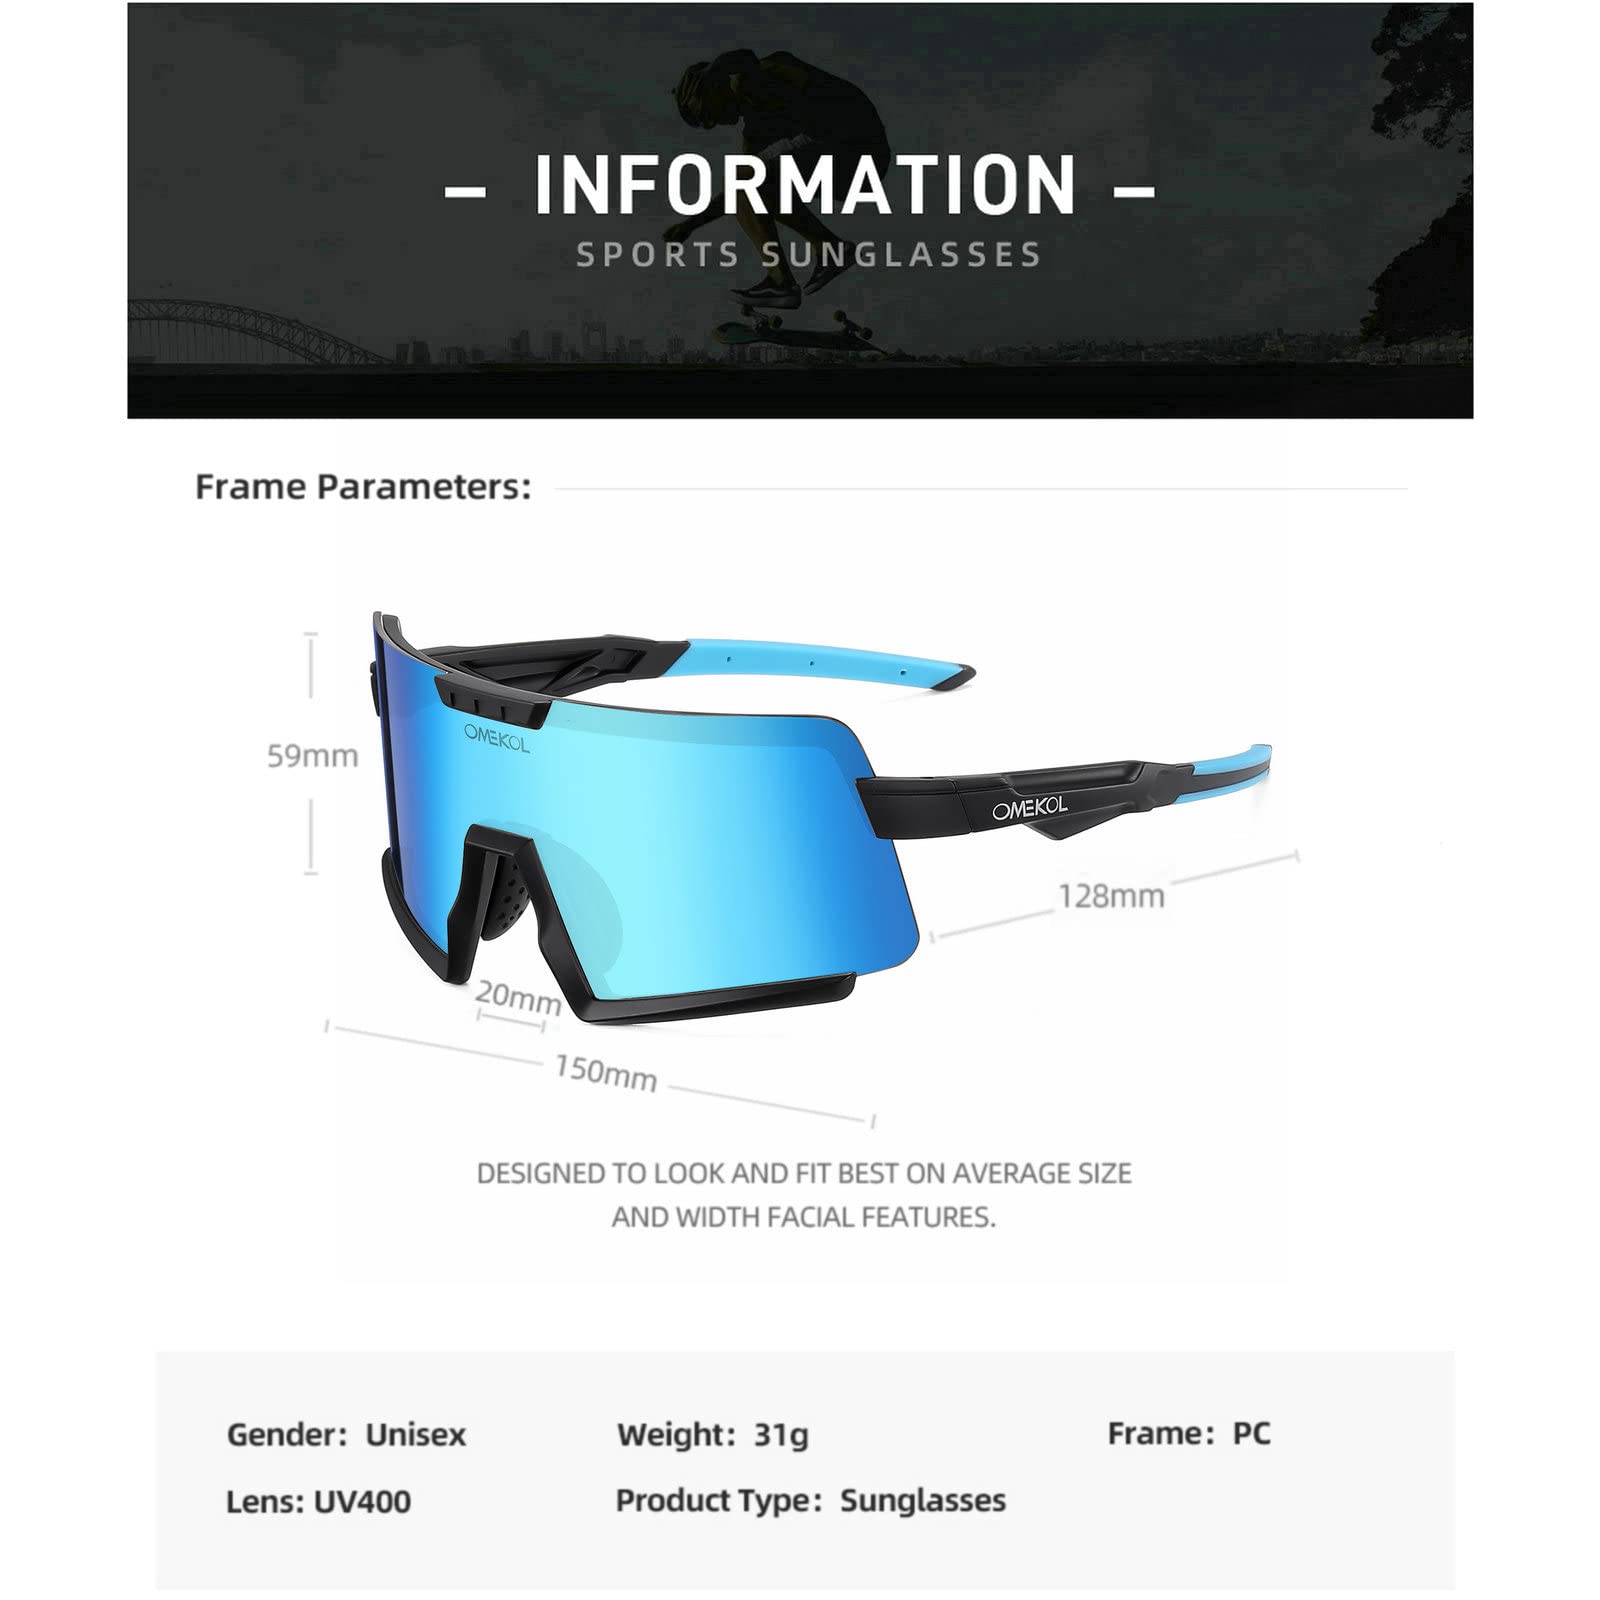 – INFORMATION –
SPORTS SUNGLASSES
Frame Parameters:
59mm
OMEKOL
OMEKOL
128mm
20mm
150mm
DESIGNED TO LOOK AND FIT BEST ON AVERAGE SIZE
AND WIDTH FACIAL FEATURES.
Gender: Unisex
Weight: 31g
Frame: PC
Lens: UV400
Product Type: Sunglasses